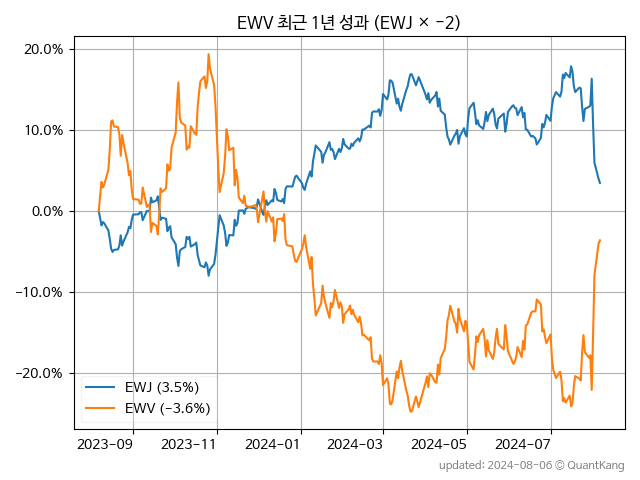 EWV 최근 1년 성과 (EWJ × −2)
20.0%
10.0%
0.0%
−10.0%
−20.0%
EWJ (3.5%)
EWV (−3.6%)
2023-09
2023-11
2024-01
2024-03
2024-05
2024-07
updated: 2024-08-06 © QuantKang